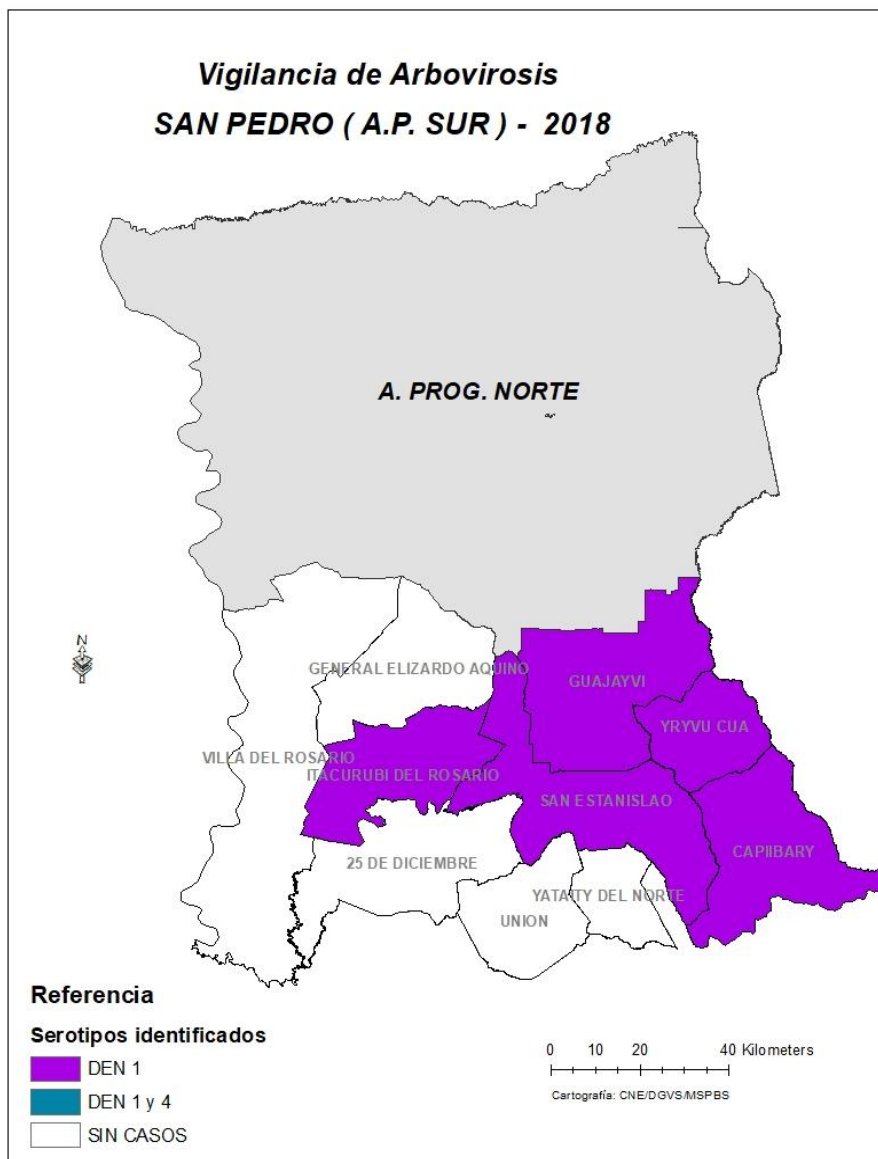 Vigilancia de Arbovirosis
SAN PEDRO ( A.P. SUR ) - 2018
A. PROG. NORTE
N
GENERAL ELIZARDO AQUINO
GUAJAYVI
YRYVU CUA
VILLA DEL ROSARIO
ITACURUBI DEL ROSARIO
SAN ESTANISLAO
CAPIIBARY
25 DE DICIEMBRE
YATAITY DEL NORTE
UNION
Referencia
Serotipos identificados
DEN 1
DEN 1 y 4
SIN CASOS
0 10 20 40 Kilometers
Cartografía: CNE/DGVS/MSPBS